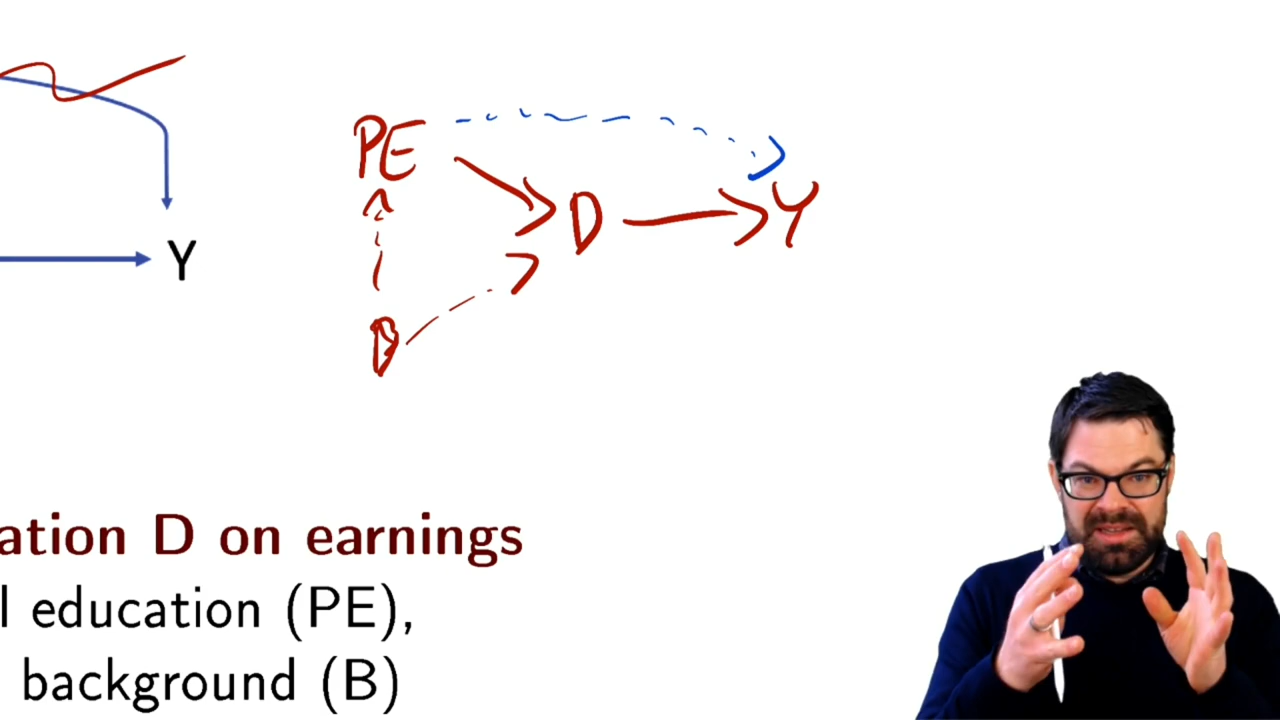 PE
D
Y
Y
B
ation D on earnings
l education (PE),
background (B)